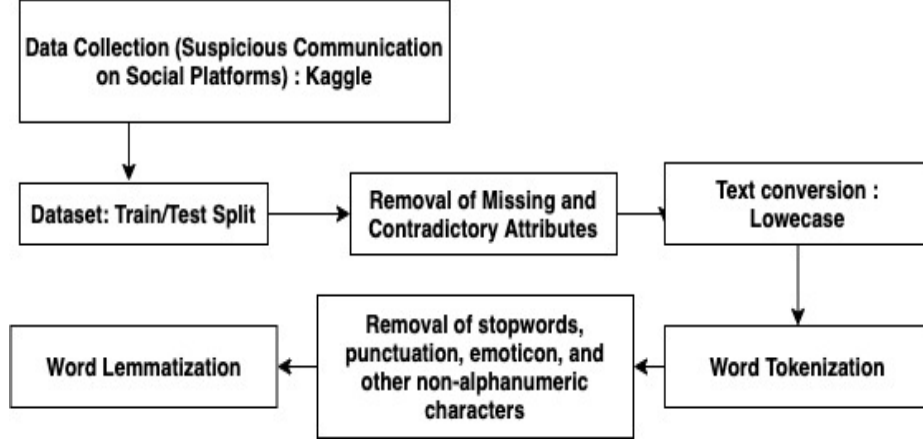 Data Collection (Suspicious Communication
on Social Platforms) : Kaggle
Dataset: Train/Test Split
Removal of Missing and
Contradictory Attributes
Text conversion :
Lowecase
Word Tokenization
Removal of stopwords,
punctuation, emoticon, and
other non-alphanumeric
characters
Word Lemmatization